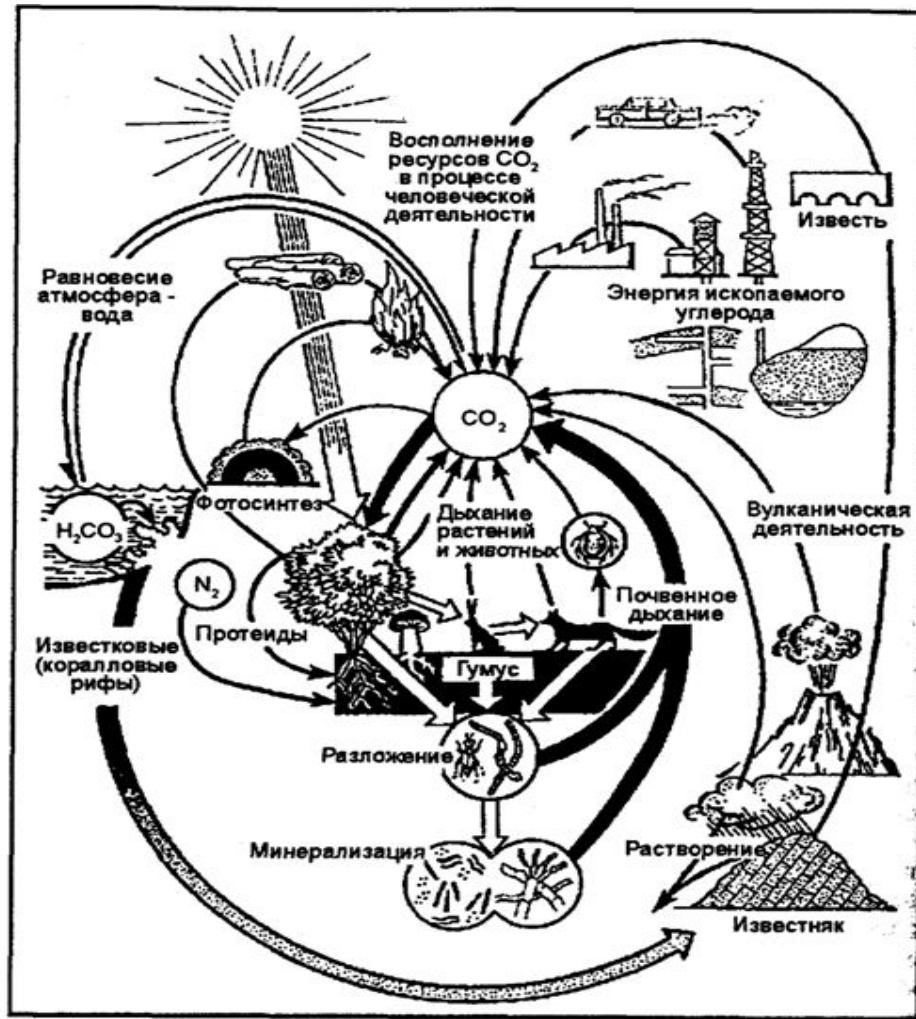 Восполнение
ресурсов CO₂
в процессе
человеческой
деятельности
Известь
Равновесие
атмосфера -
вода
Энергия ископаемого
углерода
CO₂
Фотосинтез
H₂CO₃
Дыхание
растений
и животных
Вулканическая
деятельность
N₂
Протеиды
Почвенное
дыхание
Известковые
(коралловые
рифы)
Гумус
Разложение
Минерализация
Растворение
Известняк